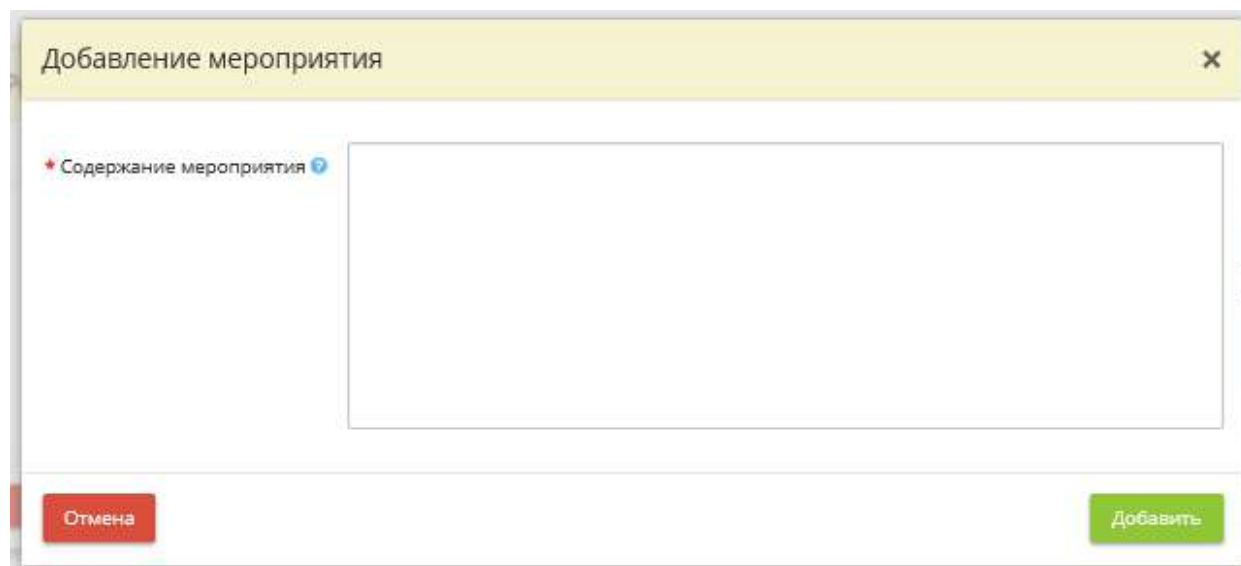 Добавление мероприятия
* Содержание мероприятия
Отмена
Добавить